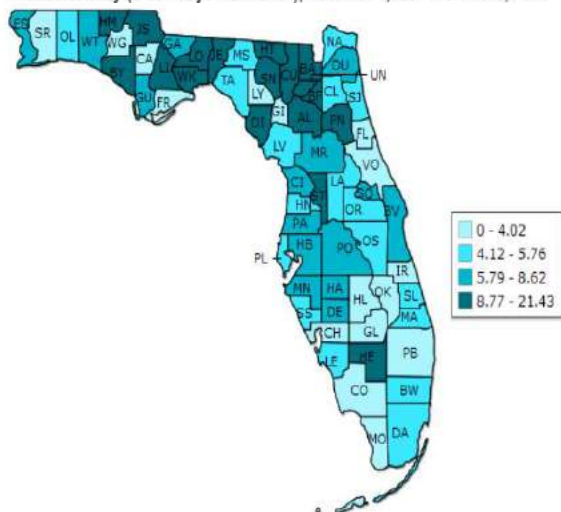 NA
HM JS
ES SR OL WT WG GA MS HT BA DU
CA LI LO JE SN CU UN
BY WK TA LY CL SJ
GU FR GI AL PN
DI FL
LV MR VO
CI LA
HN OR BV
PA OS
PL HB PO
IR
MN HA HL OK SL
SS DE MA
CH GL
LE HE PB
CO BW
DA
MO
0 - 4.02
4.12 - 5.76
5.79 - 8.62
8.77 - 21.43